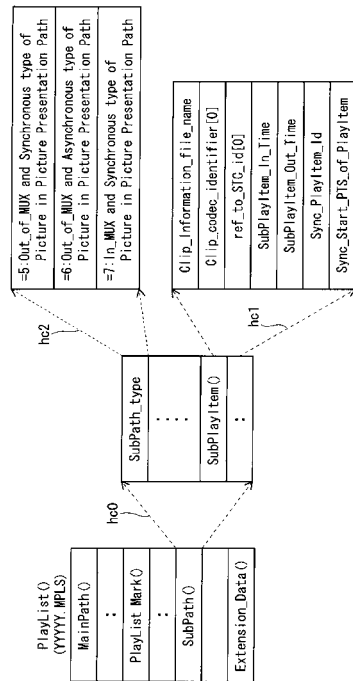 PlayList()
(YYYYY.MPLS)
MainPath()
:
PlayList Mark()
:
SubPath()
Extension_Data()
hc0
SubPath_type
....
SubPlayItem()
:
hc2
=5:Out_of_MUX and Synchronous type of
Picture in Picture Presentation Path
=6:Out_of_MUX and Asynchronous type of
Picture in Picture Presentation Path
=7:In_MUX and Synchronous type of
Picture in Picture Presentation Path
hc1
Clip_Information_file_name
Clip_codec_identifier[0]
ref_to_STC_id[0]
SubPlayItem_In_Time
SubPlayItem_Out_Time
Sync_PlayItem_Id
Sync_Start_PTS_of_PlayItem